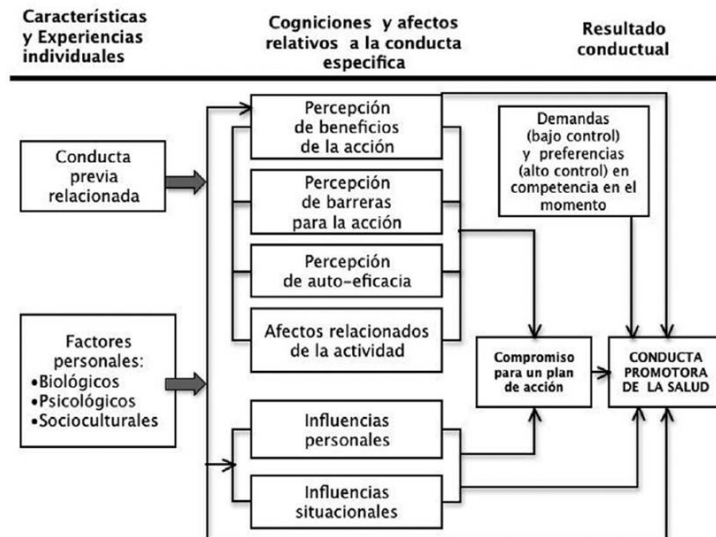 Características
y Experiencias
individuales
Cogniciones y afectos
relativos a la conducta
especifica
Resultado
conductual
Conducta
previa
relacionada
Factores
personales:
•Biológicos
•Psicológicos
•Socioculturales
Percepción
de beneficios
de la acción
Percepción
de barreras
para la acción
Percepción
de auto-eficacia
Afectos relacionados
de la actividad
Influencias
personales
Influencias
situacionales
Demandas
(bajo control)
y preferencias
(alto control) en
competencia en el
momento
Compromiso
para un plan
de acción
CONDUCTA
PROMOTORA
DE LA SALUD